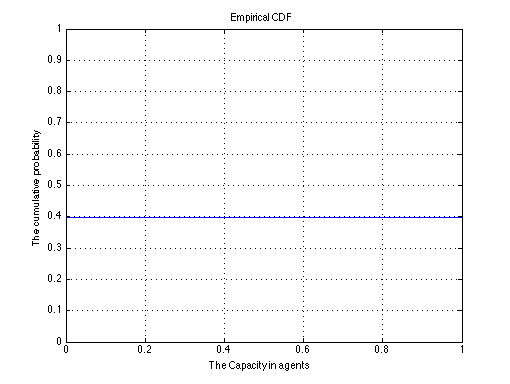 Empirical CDF
1
0.9
0.8
0.7
0.6
0.5
0.4
0.3
0.2
0.1
0
The cumulative probability
0 0.2 0.4 0.6 0.8 1
The Capacity in agents